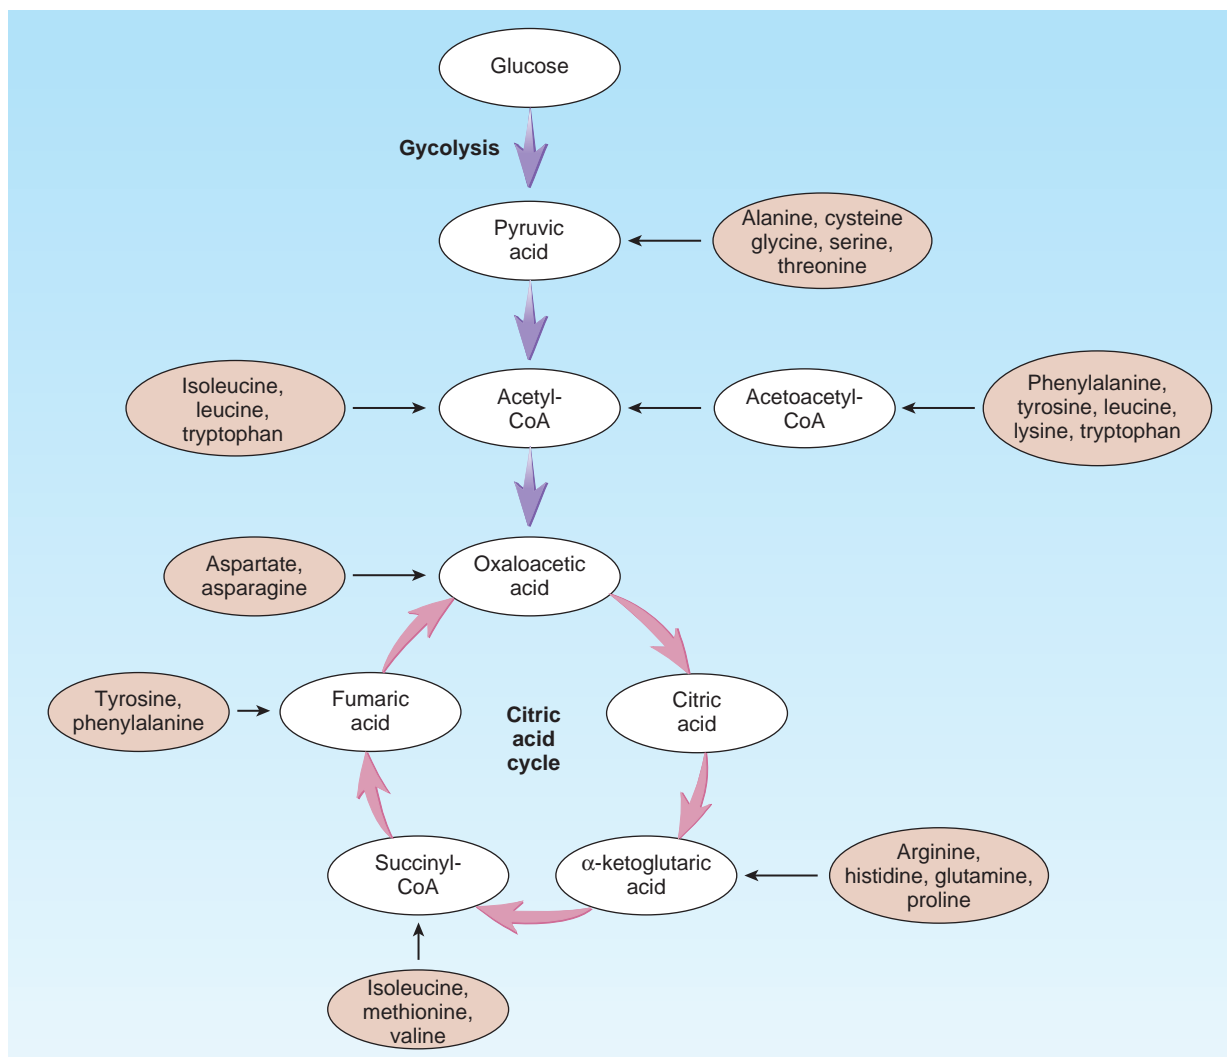 Glucose
Gycolysis
Pyruvic
acid
Alanine, cysteine
glycine, serine,
threonine
Isoleucine,
leucine,
tryptophan
Acetyl-
CoA
Acetoacetyl-
CoA
Phenylalanine,
tyrosine, leucine,
lysine, tryptophan
Aspartate,
asparagine
Oxaloacetic
acid
Tyrosine,
phenylalanine
Fumaric
acid
Citric
acid
cycle
Citric
acid
Succinyl-
CoA
α-ketoglutaric
acid
Arginine,
histidine, glutamine,
proline
Isoleucine,
methionine,
valine